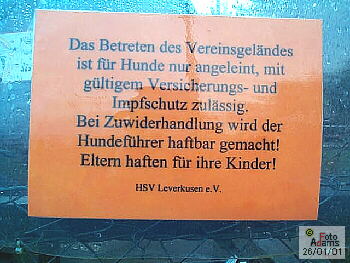 Das Betreten des Vereinsgeländes
ist für Hunde nur angeleint, mit
gültigem Versicherungs- und
Impfschutz zulässig.
Bei Zuwiderhandlung wird der
Hundeführer haftbar gemacht!
Eltern haften für ihre Kinder!
HSV Leverkusen e.V.
Foto
Adams
26/01/01